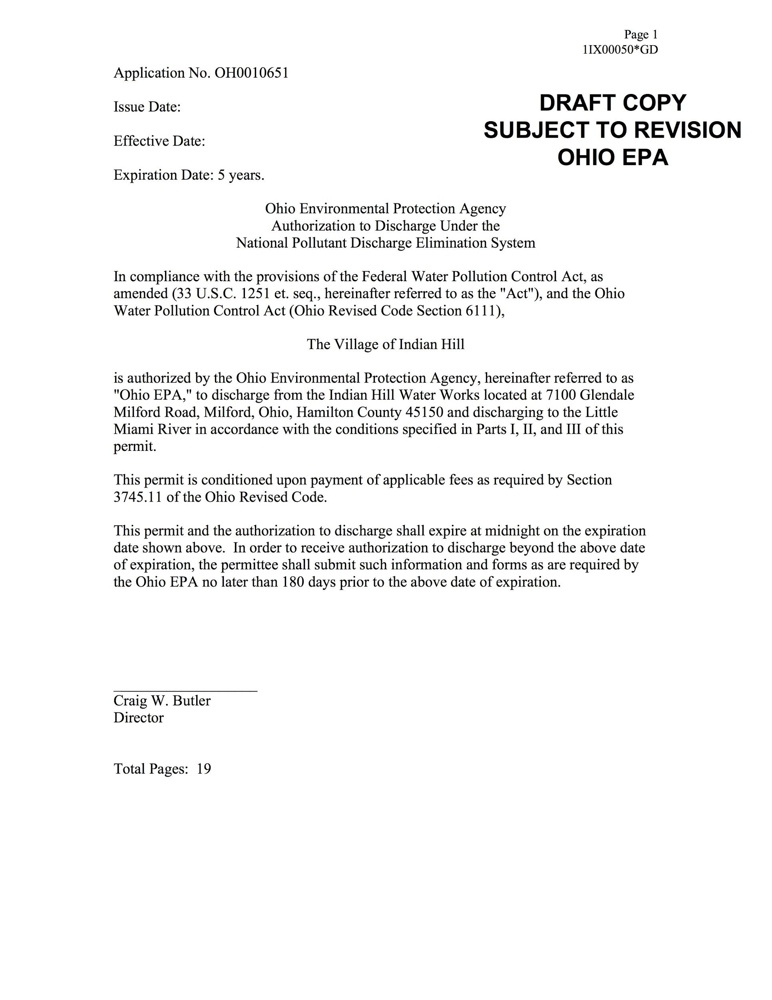 Page 1
1IX00050*GD
Application No. OH0010651
Issue Date:
DRAFT COPY
SUBJECT TO REVISION
OHIO EPA
Effective Date:
Expiration Date: 5 years.
Ohio Environmental Protection Agency
Authorization to Discharge Under the
National Pollutant Discharge Elimination System
In compliance with the provisions of the Federal Water Pollution Control Act, as
amended (33 U.S.C. 1251 et. seq., hereinafter referred to as the "Act"), and the Ohio
Water Pollution Control Act (Ohio Revised Code Section 6111),
The Village of Indian Hill
is authorized by the Ohio Environmental Protection Agency, hereinafter referred to as
"Ohio EPA," to discharge from the Indian Hill Water Works located at 7100 Glendale
Milford Road, Milford, Ohio, Hamilton County 45150 and discharging to the Little
Miami River in accordance with the conditions specified in Parts I, II, and III of this
permit.
This permit is conditioned upon payment of applicable fees as required by Section
3745.11 of the Ohio Revised Code.
This permit and the authorization to discharge shall expire at midnight on the expiration
date shown above.  In order to receive authorization to discharge beyond the above date
of expiration, the permittee shall submit such information and forms as are required by
the Ohio EPA no later than 180 days prior to the above date of expiration.
Craig W. Butler
Director
Total Pages:  19